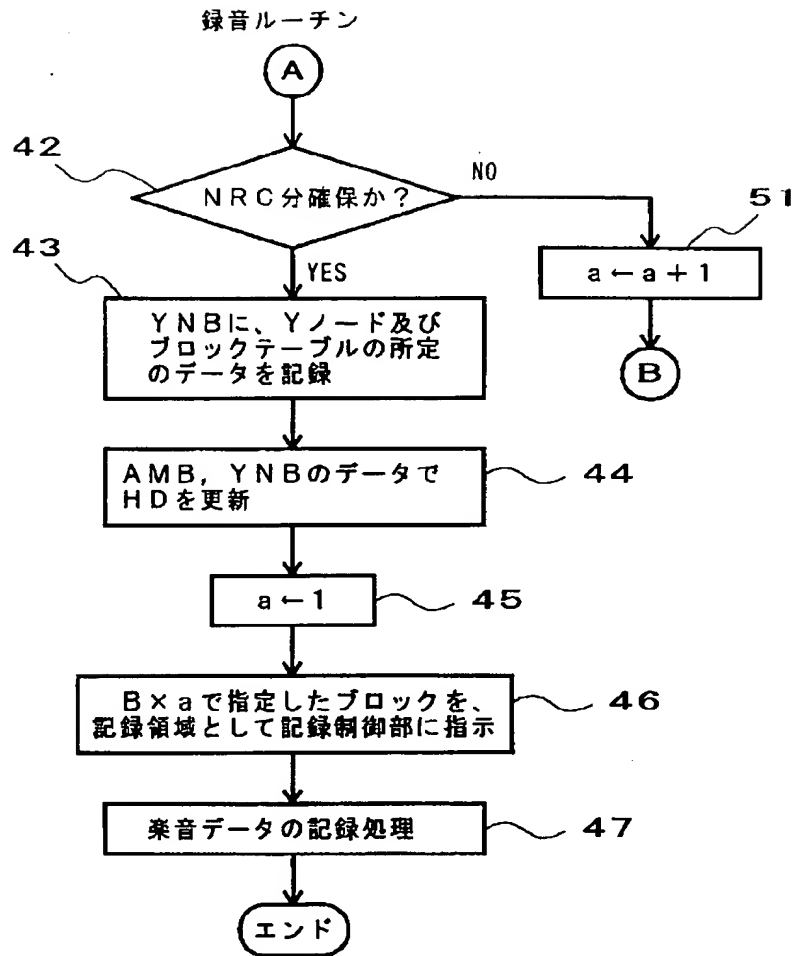 録音ルーチン
A
42
NRC分確保か?
NO
51
a←a+1
B
43
YES
YNBに、Yノード及び
ブロックテーブルの所定
のデータを記録
AMB,YNBのデータで
HDを更新
44
a←1
45
B×aで指定したブロックを、
記録領域として記録制御部に指示
46
楽音データの記録処理
47
エンド